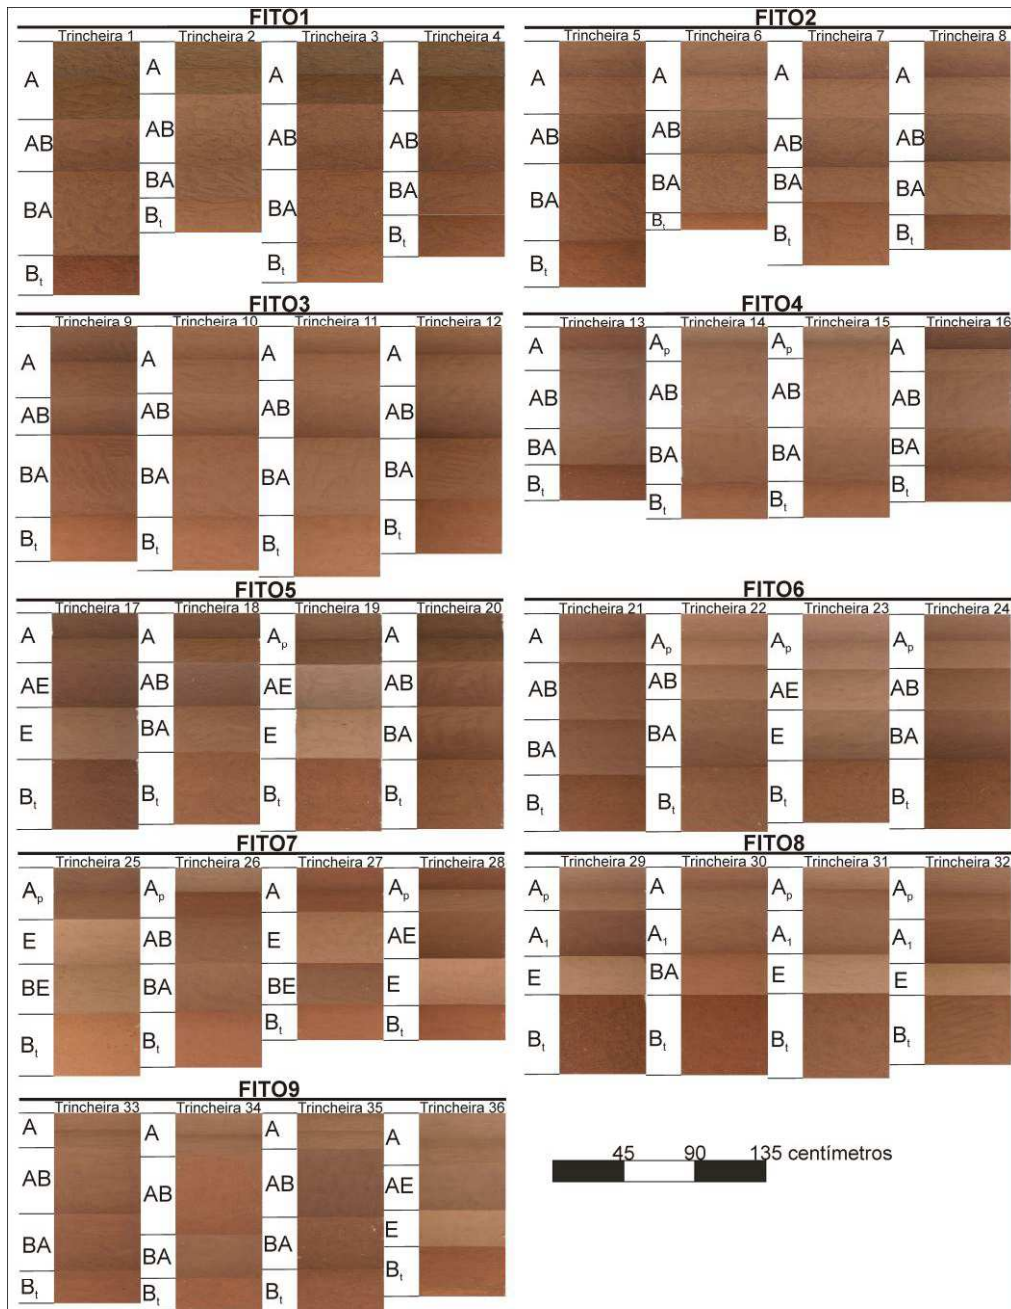 FITO1
Trincheira 1 Trincheira 2 Trincheira 3 Trincheira 4
A A A A
AB AB AB AB
BA BA BA BA
Bt Bt Bt Bt
FITO2
Trincheira 5 Trincheira 6 Trincheira 7 Trincheira 8
A A A A
AB AB AB AB
BA BA BA BA
Bt Bt Bt Bt
FITO3
Trincheira 9 Trincheira 10 Trincheira 11 Trincheira 12
A A A A
AB AB AB AB
BA BA BA BA
Bt Bt Bt Bt
FITO4
Trincheira 13 Trincheira 14 Trincheira 15 Trincheira 16
A Ap Ap A
AB AB AB AB
BA BA BA BA
Bt Bt Bt Bt
FITO5
Trincheira 17 Trincheira 18 Trincheira 19 Trincheira 20
A A Ap A
AE AB AE AB
E BA E BA
Bt Bt Bt Bt
FITO6
Trincheira 21 Trincheira 22 Trincheira 23 Trincheira 24
A Ap Ap Ap
AB AB AE AB
BA BA E BA
Bt Bt Bt Bt
FITO7
Trincheira 25 Trincheira 26 Trincheira 27 Trincheira 28
Ap Ap A Ap
E AB E AE
BE BA BE E
Bt Bt Bt Bt
FITO8
Trincheira 29 Trincheira 30 Trincheira 31 Trincheira 32
Ap A Ap Ap
A1 A1 A1 A1
E BA E E
Bt Bt Bt Bt
FITO9
Trincheira 33 Trincheira 34 Trincheira 35 Trincheira 36
A A A A
AB AB AB AE
BA BA BA E
Bt Bt Bt Bt
45 90 135 centímetros